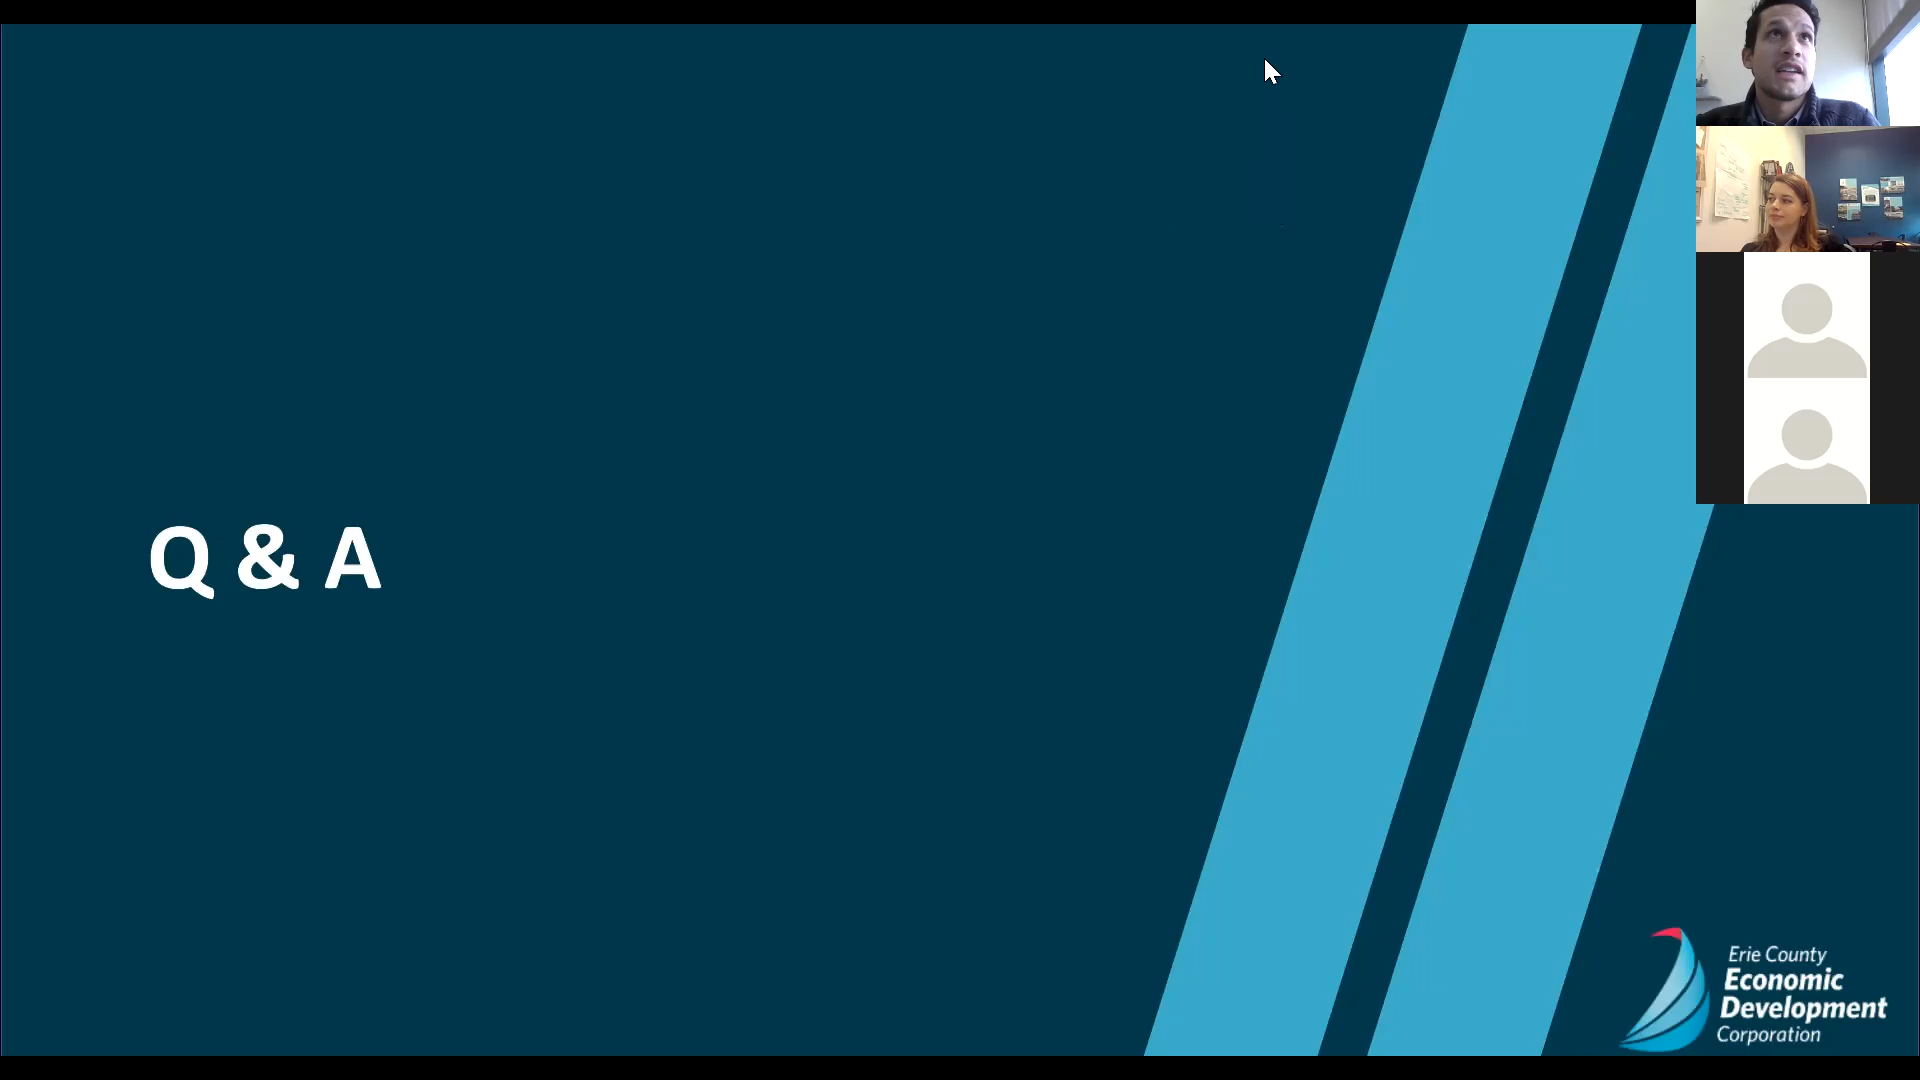 Q & A
Erie County
Economic
Development
Corporation